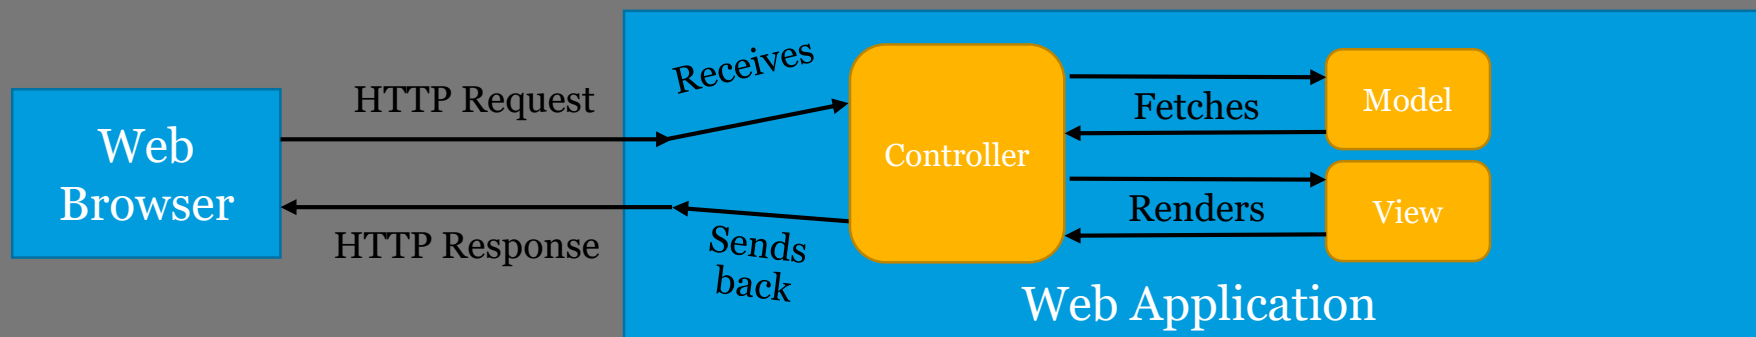 Web
Browser
HTTP Request
HTTP Response
Receives
Sends
back
Controller
Fetches
Renders
Model
View
Web Application